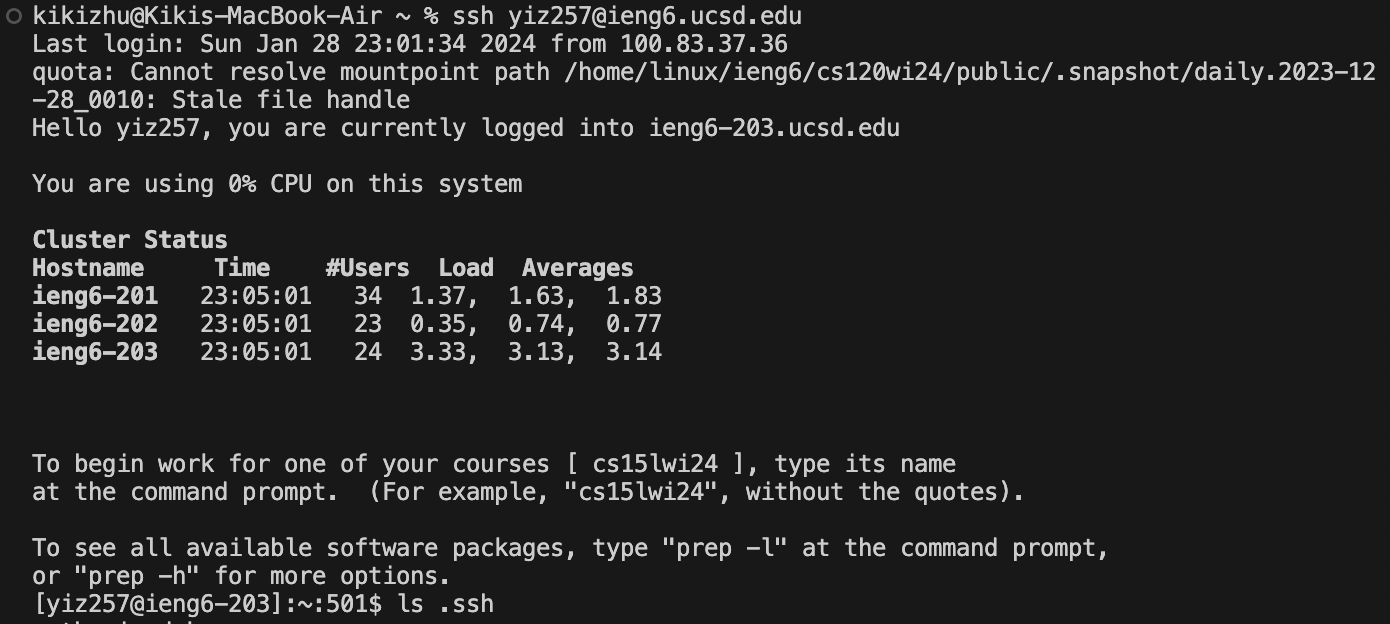 kikizhu@Kikis-MacBook-Air ~ % ssh yiz257@ieng6.ucsd.edu
Last login: Sun Jan 28 23:01:34 2024 from 100.83.37.36
quota: Cannot resolve mountpoint path /home/linux/ieng6/cs120wi24/public/.snapshot/daily.2023-12
-28_0010: Stale file handle
Hello yiz257, you are currently logged into ieng6-203.ucsd.edu
You are using 0% CPU on this system
Cluster Status
Hostname     Time    #Users  Load  Averages
ieng6-201   23:05:01   34  1.37,  1.63,  1.83
ieng6-202   23:05:01   23  0.35,  0.74,  0.77
ieng6-203   23:05:01   24  3.33,  3.13,  3.14
To begin work for one of your courses [ cs15lwi24 ], type its name
at the command prompt.  (For example, "cs15lwi24", without the quotes).
To see all available software packages, type "prep -l" at the command prompt,
or "prep -h" for more options.
[yiz257@ieng6-203]:~:501$ ls .ssh